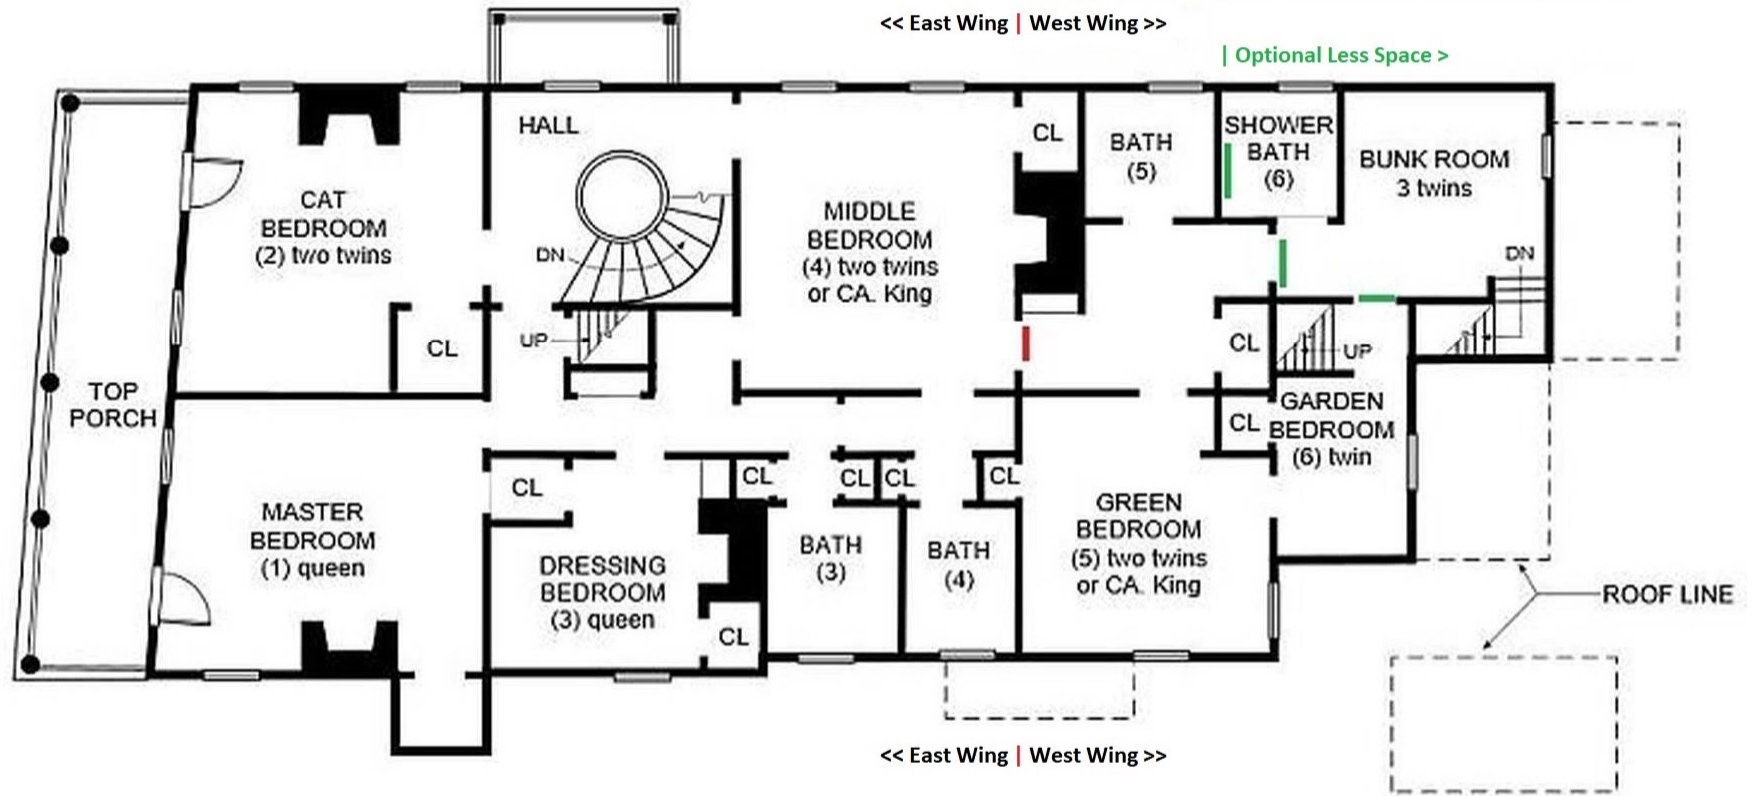 << East Wing | West Wing >>
| Optional Less Space >
HALL
CL
BATH
(5)
SHOWER
BATH
(6)
BUNK ROOM
3 twins
CAT
BEDROOM
(2) two twins
MIDDLE
BEDROOM
(4) two twins
or CA. King
DN
DN
CL
UP
CL
UP
TOP
PORCH
CL
GARDEN
BEDROOM
(6) twin
MASTER
BEDROOM
(1) queen
CL
CL
CL
CL
CL
GREEN
BEDROOM
(5) two twins
or CA. King
DRESSING
BEDROOM
(3) queen
BATH
(3)
BATH
(4)
CL
ROOF LINE
<< East Wing | West Wing >>